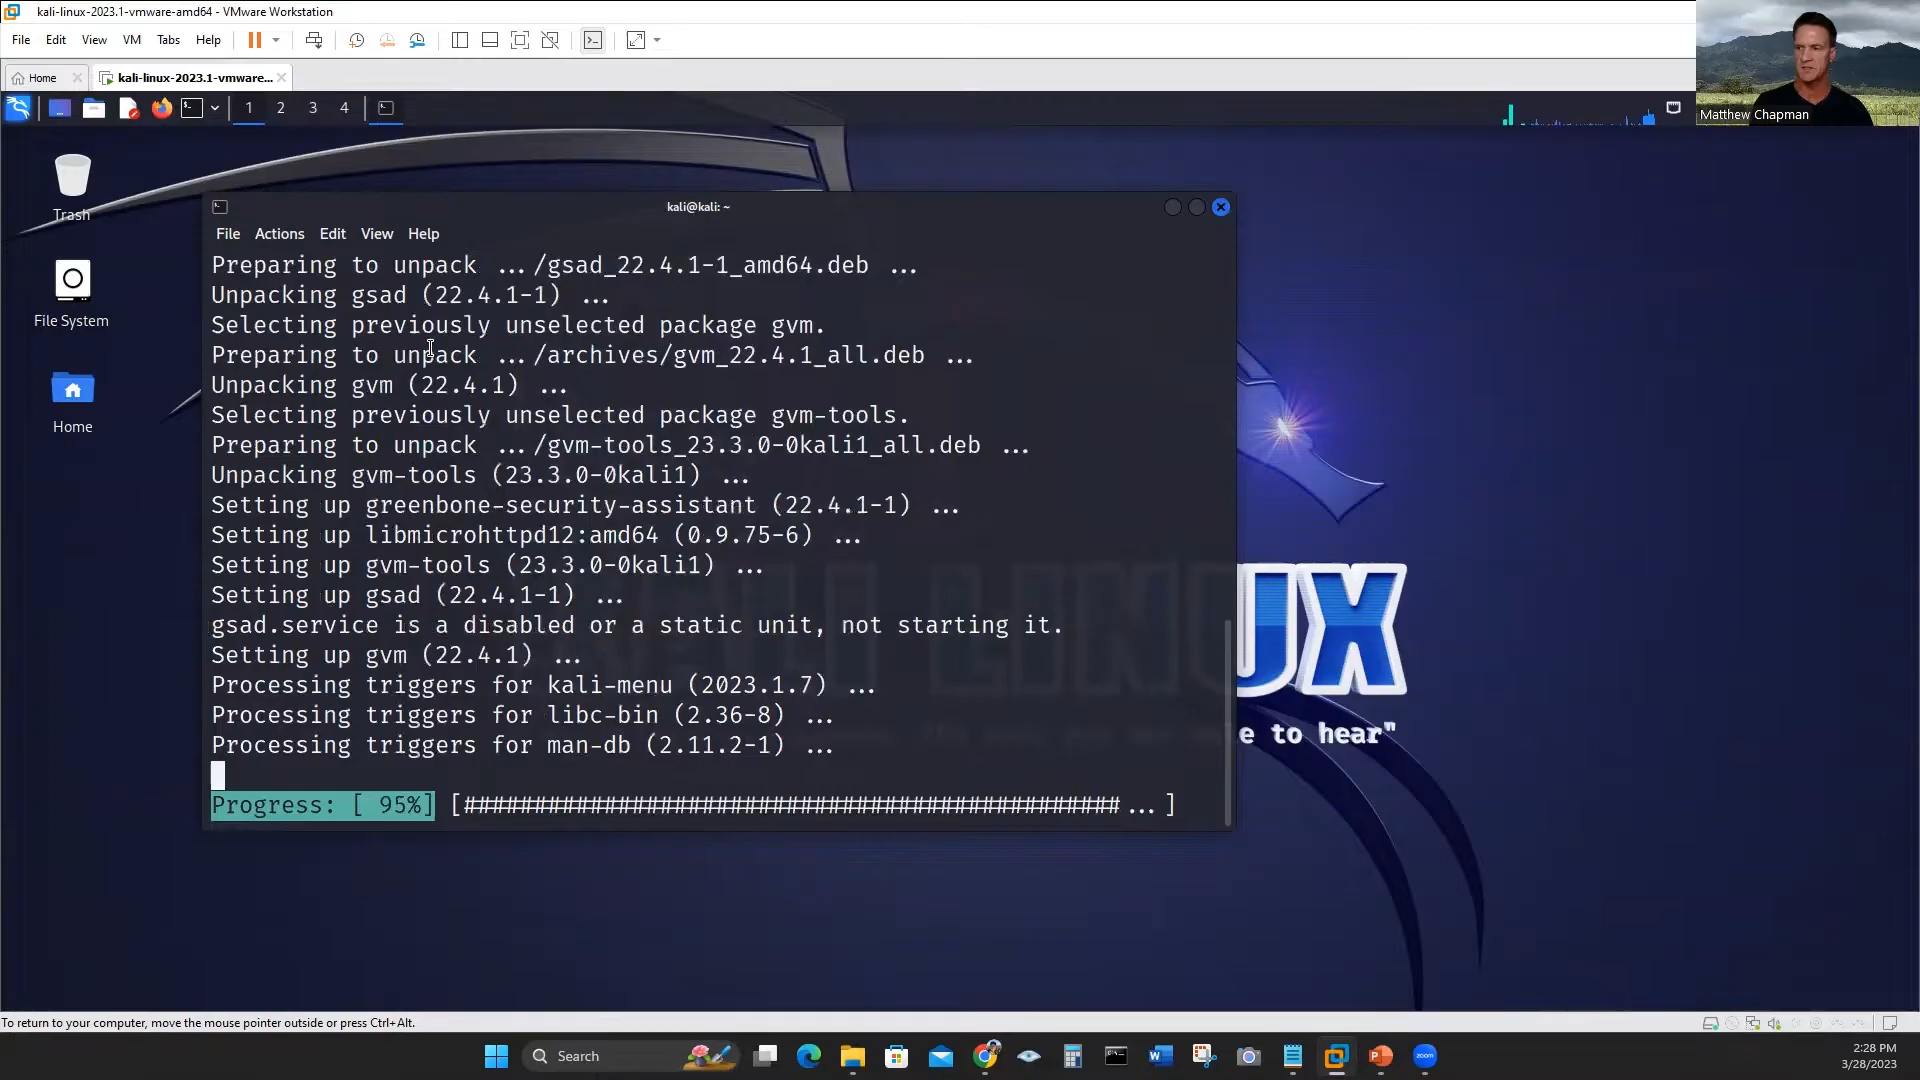 kali-linux-2023.1-vmware-amd64 - VMware Workstation
File Edit View VM Tabs Help
Home kali-linux-2023.1-vmware...
1 2 3 4
Matthew Chapman
Trash
File System
Home
kali@kali: ~
File Actions Edit View Help
Preparing to unpack ... /gsad_22.4.1-1_amd64.deb ...
Unpacking gsad (22.4.1-1) ...
Selecting previously unselected package gvm.
Preparing to unpack ... /archives/gvm_22.4.1_all.deb ...
Unpacking gvm (22.4.1) ...
Selecting previously unselected package gvm-tools.
Preparing to unpack ... /gvm-tools_23.3.0-0kali1_all.deb ...
Unpacking gvm-tools (23.3.0-0kali1) ...
Setting up greenbone-security-assistant (22.4.1-1) ...
Setting up libmicrohttpd12:amd64 (0.9.75-6) ...
Setting up gvm-tools (23.3.0-0kali1) ...
Setting up gsad (22.4.1-1) ...
gsad.service is a disabled or a static unit, not starting it.
Setting up gvm (22.4.1) ...
Processing triggers for kali-menu (2023.1.7) ...
Processing triggers for libc-bin (2.36-8) ...
Processing triggers for man-db (2.11.2-1) ...
Progress: [ 95%] [############################################### ... ]
UX
e to hear"
To return to your computer, move the mouse pointer outside or press Ctrl+Alt.
Search
zoom
2:28 PM
3/28/2023